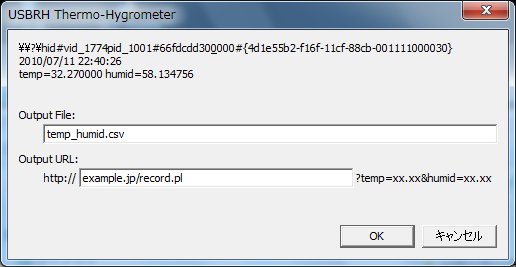 USBRH Thermo-Hygrometer
¥¥?¥hid#vid_1774pid_1001#66fdcdd300000#{4d1e55b2-f16f-11cf-88cb-001111000030}
2010/07/11 22:40:26
temp=32.270000 humid=58.134756
Output File:
temp_humid.csv
Output URL:
http:// example.jp/record.pl ?temp=xx.xx&humid=xx.xx
OK キャンセル